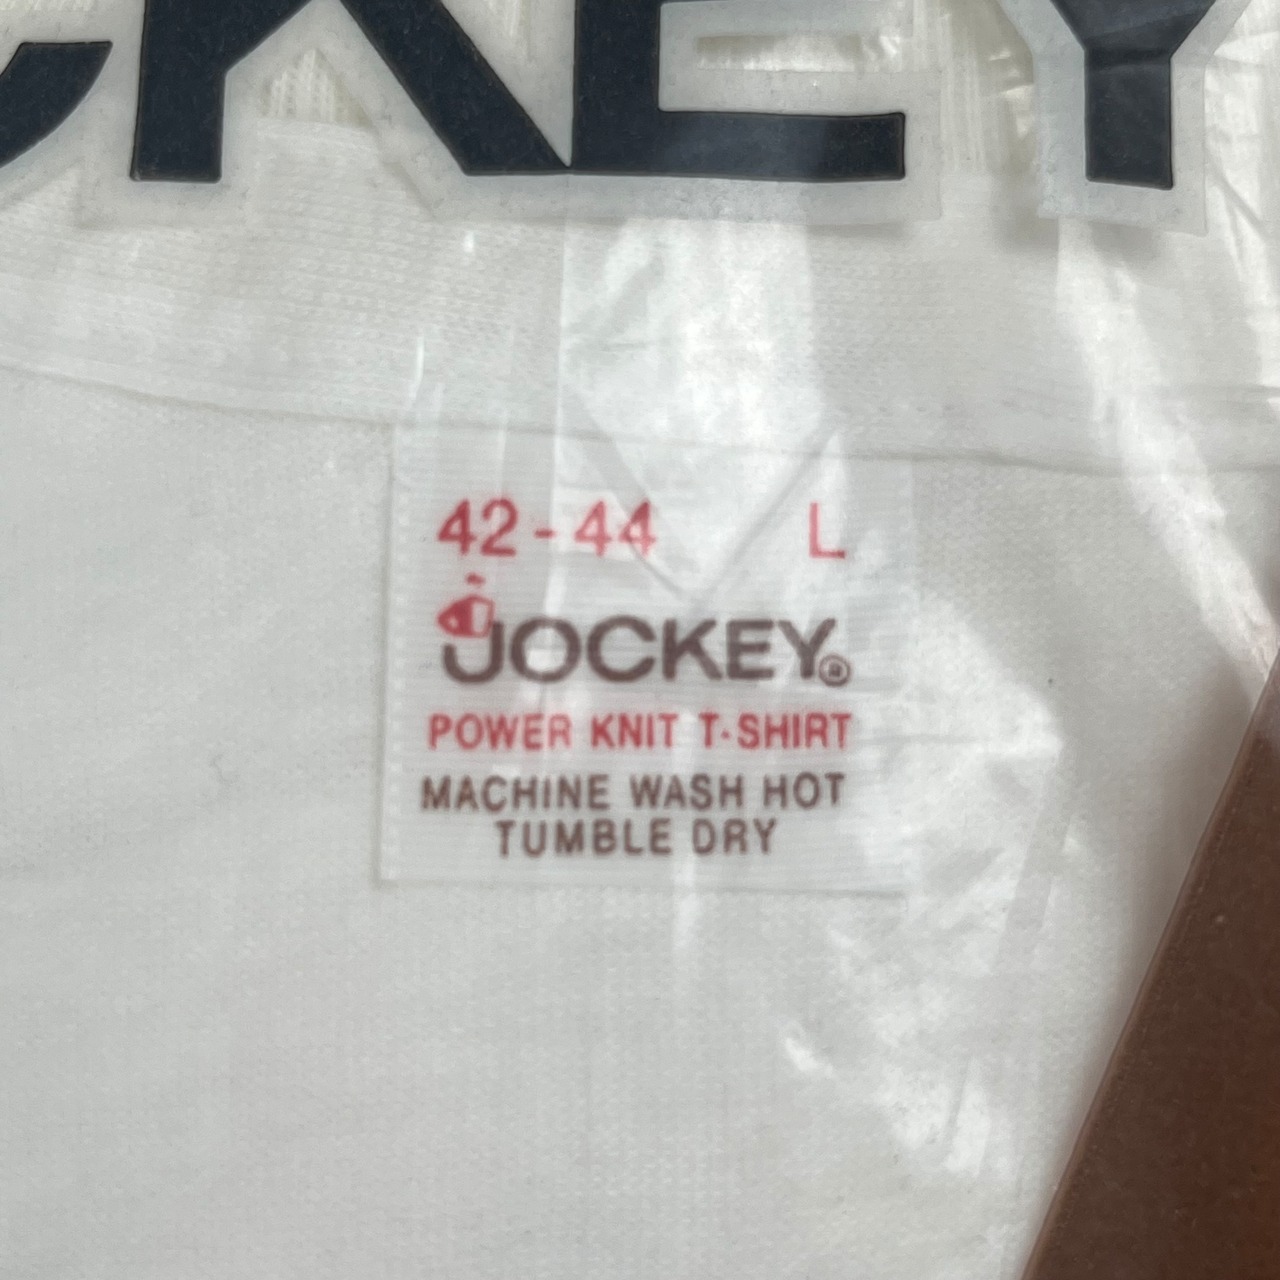 CKEY
42-44 L
JOCKEY®
POWER KNIT T-SHIRT
MACHINE WASH HOT
TUMBLE DRY